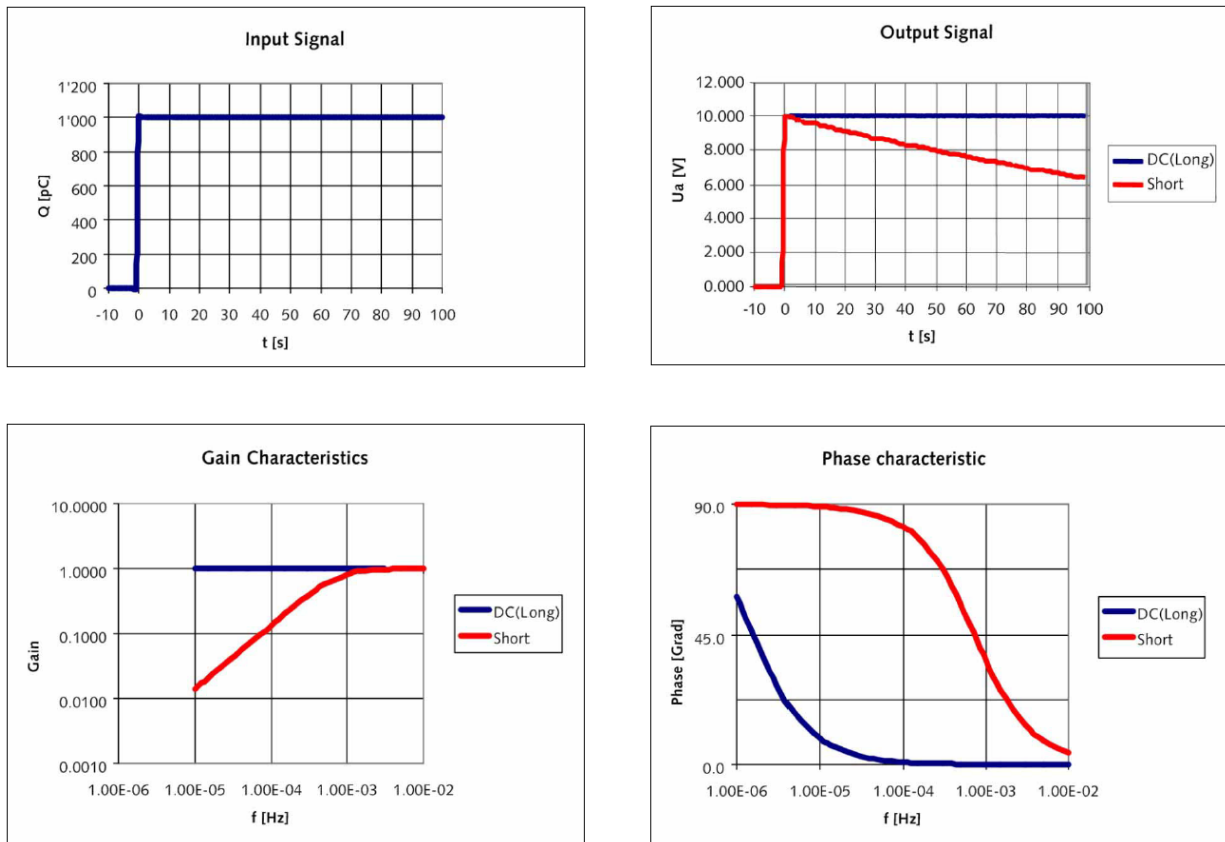 Input Signal
Q [pC]
1'200
1'000
800
600
400
200
0
-10 0 10 20 30 40 50 60 70 80 90 100
t [s]
Output Signal
Ua [V]
12.000
10.000
8.000
6.000
4.000
2.000
0.000
-10 0 10 20 30 40 50 60 70 80 90 100
t [s]
DC(Long)
Short
Gain Characteristics
Gain
10.0000
1.0000
0.1000
0.0100
0.0010
1.00E-06 1.00E-05 1.00E-04 1.00E-03 1.00E-02
f [Hz]
DC(Long)
Short
Phase characteristic
Phase [Grad]
90.0
45.0
0.0
1.00E-06 1.00E-05 1.00E-04 1.00E-03 1.00E-02
f [Hz]
DC(Long)
Short